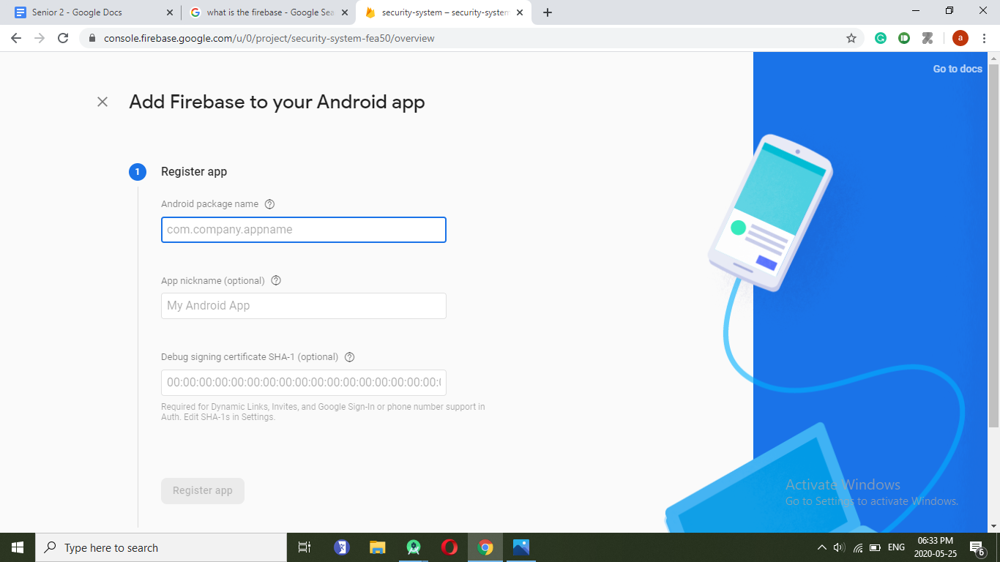 Senior 2 - Google Docs
what is the firebase - Google Sea
security-system – security-system
console.firebase.google.com/u/0/project/security-system-fea50/overview
a
Go to docs
Add Firebase to your Android app
1 Register app
Android package name ?
com.company.appname
App nickname (optional) ?
My Android App
Debug signing certificate SHA-1 (optional) ?
00:00:00:00:00:00:00:00:00:00:00:00:00:00:00:00:00:
Required for Dynamic Links, Invites, and Google Sign-In or phone number support in
Auth. Edit SHA-1s in Settings.
Register app
Activate Windows
Go to Settings to activate Windows.
Type here to search
ENG
06:33 PM
2020-05-25
6